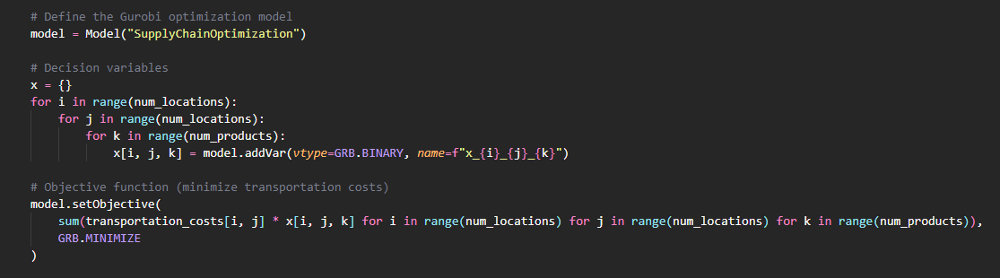 # Define the Gurobi optimization model
model = Model("SupplyChainOptimization")
# Decision variables
x = {}
for i in range(num_locations):
    for j in range(num_locations):
        for k in range(num_products):
            x[i, j, k] = model.addVar(vtype=GRB.BINARY, name=f"x_{i}_{j}_{k}")
# Objective function (minimize transportation costs)
model.setObjective(
    sum(transportation_costs[i, j] * x[i, j, k] for i in range(num_locations) for j in range(num_locations) for k in range(num_products)),
    GRB.MINIMIZE
)